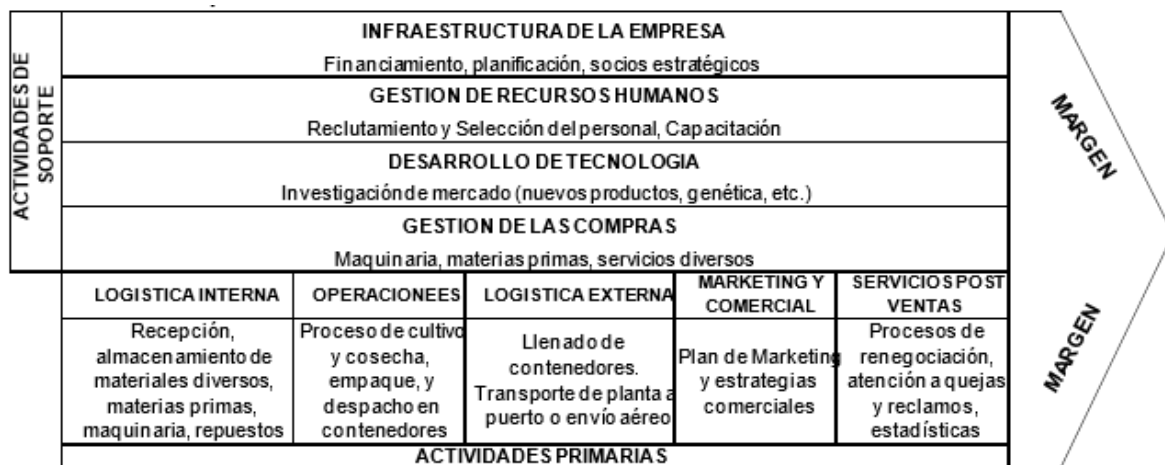 ACTIVIDADES DE
SOPORTE
INFRAESTRUCTURA DE LA EMPRESA
Financiamiento, planificación, socios estratégicos
GESTION DE RECURSOS HUMANOS
Reclutamiento y Selección del personal, Capacitación
DESARROLLO DE TECNOLOGIA
Investigación de mercado (nuevos productos, genética, etc.)
GESTION DE LAS COMPRAS
Maquinaria, materias primas, servicios diversos
MARGEN
LOGISTICA INTERNA
Recepción,
almacenamiento de
materiales diversos,
materias primas,
maquinaria, repuestos
OPERACIONEES
Proceso de cultivo
y cosecha,
empaque, y
despacho en
contenedores
LOGISTICA EXTERNA
Llenado de
contenedores.
Transporte de planta a
puerto o envío aéreo
MARKETING Y
COMERCIAL
Plan de Marketing
y estrategias
comerciales
SERVICIOS POST
VENTAS
Procesos de
renegociación,
atención a quejas
y reclamos,
estadísticas
MARGEN
ACTIVIDADES PRIMARIAS